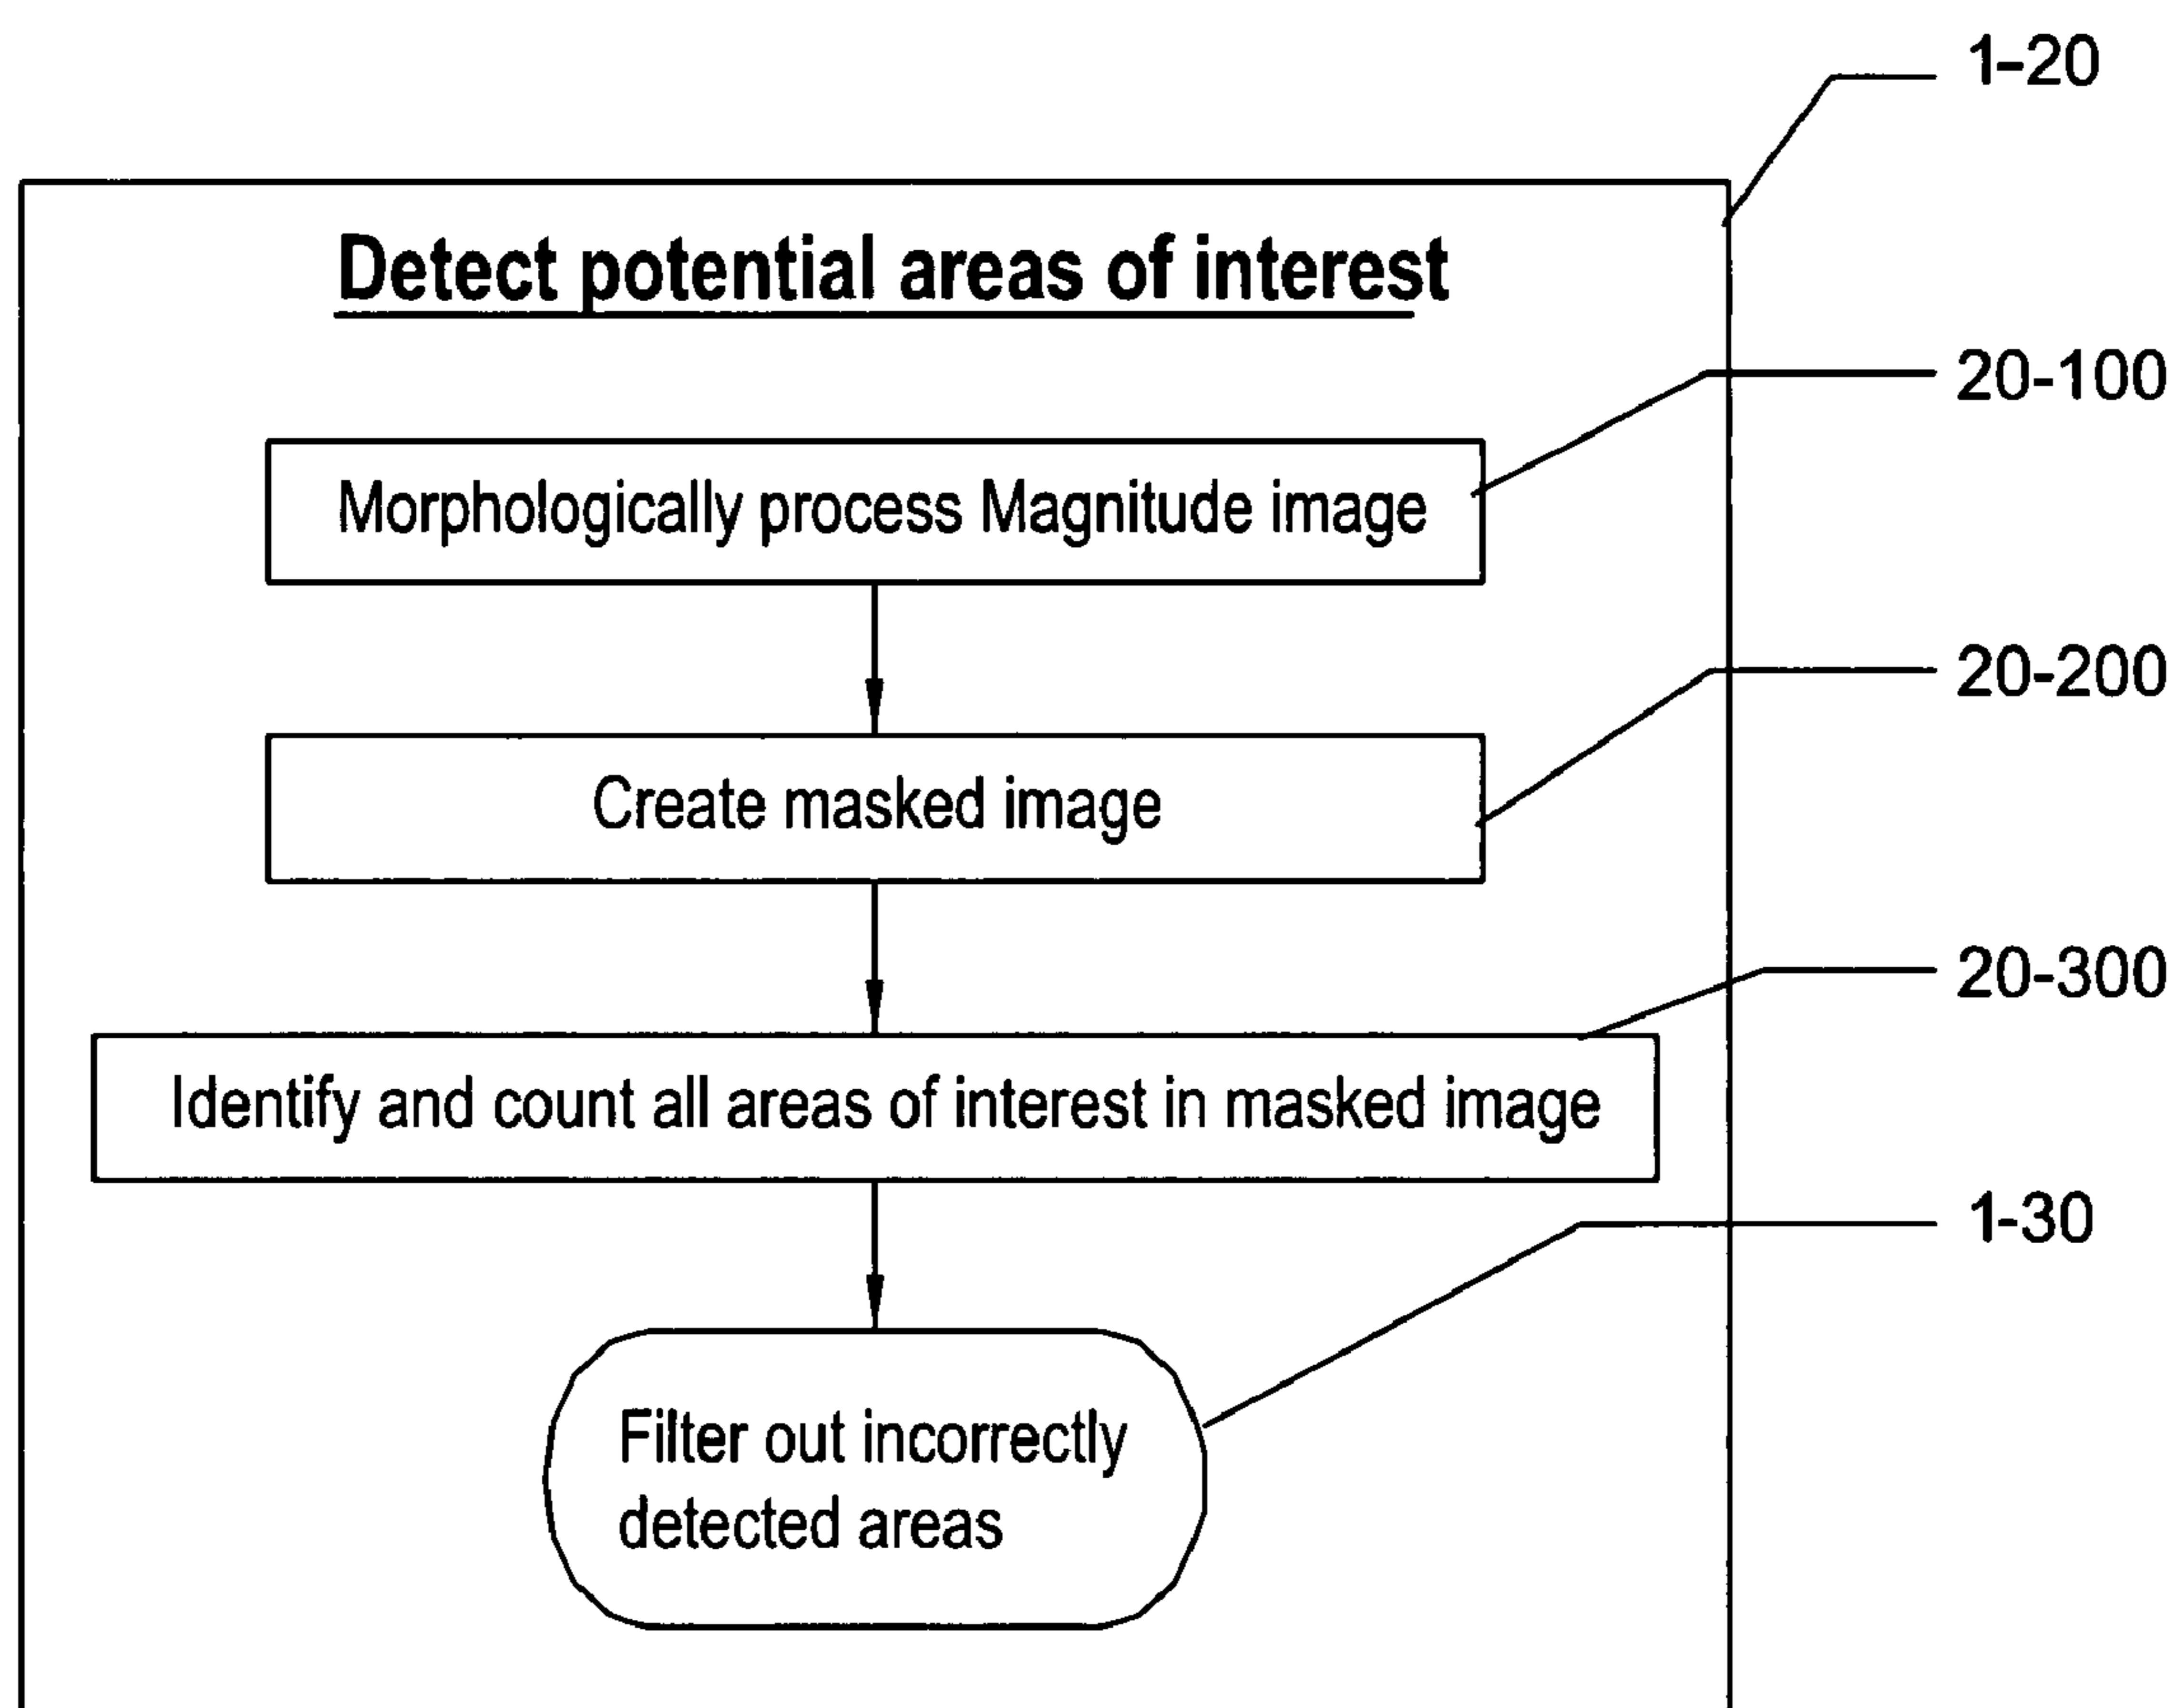 1-20
Detect potential areas of interest
20-100
Morphologically process Magnitude image
20-200
Create masked image
20-300
Identify and count all areas of interest in masked image
1-30
Filter out incorrectly
detected areas